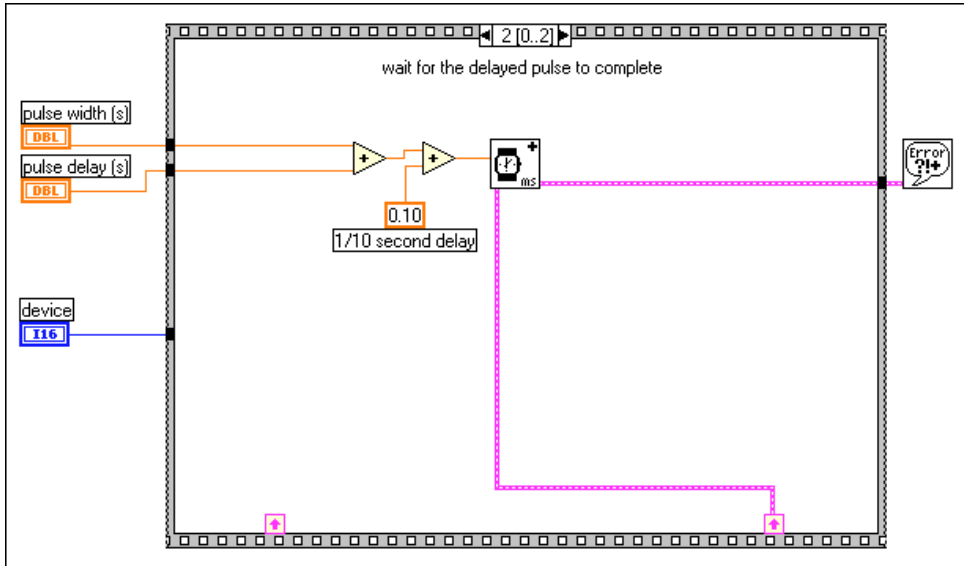 2 [0..2]
wait for the delayed pulse to complete
pulse width (s)
DBL
pulse delay (s)
DBL
0.10
1/10 second delay
ms
Error
?!+
device
I16